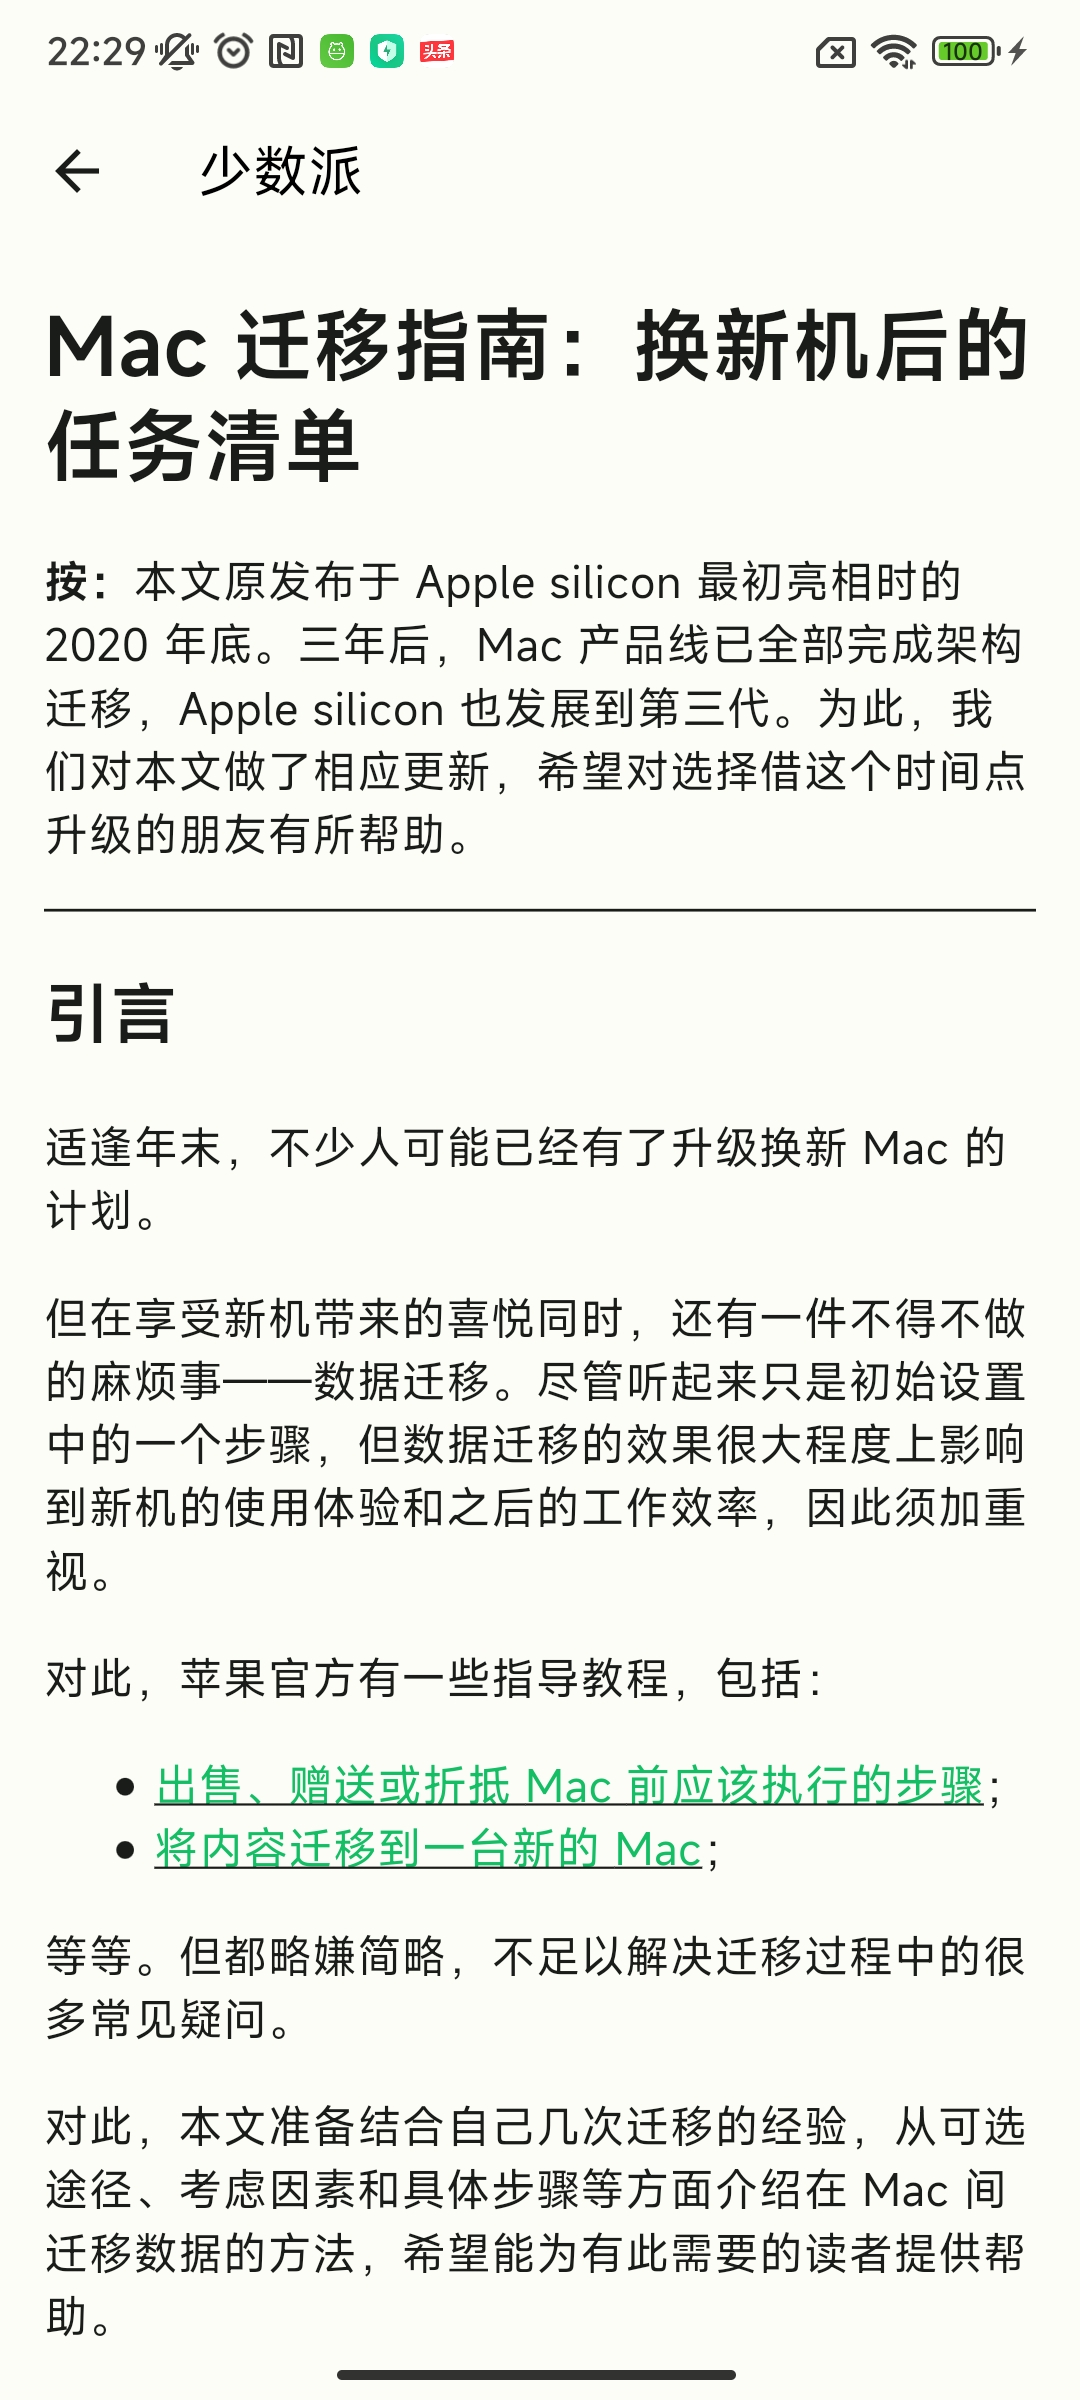 22:29
头条
100
少数派
Mac 迁移指南：换新机后的
任务清单
按：本文原发布于 Apple silicon 最初亮相时的
2020 年底。三年后，Mac 产品线已全部完成架构
迁移，Apple silicon 也发展到第三代。为此，我
们对本文做了相应更新，希望对选择借这个时间点
升级的朋友有所帮助。
引言
适逢年末，不少人可能已经有了升级换新 Mac 的
计划。
但在享受新机带来的喜悦同时，还有一件不得不做
的麻烦事——数据迁移。尽管听起来只是初始设置
中的一个步骤，但数据迁移的效果很大程度上影响
到新机的使用体验和之后的工作效率，因此须加重
视。
对此，苹果官方有一些指导教程，包括：
• 出售、赠送或折抵 Mac 前应该执行的步骤；
• 将内容迁移到一台新的 Mac；
等等。但都略嫌简略，不足以解决迁移过程中的很
多常见疑问。
对此，本文准备结合自己几次迁移的经验，从可选
途径、考虑因素和具体步骤等方面介绍在 Mac 间
迁移数据的方法，希望能为有此需要的读者提供帮
助。